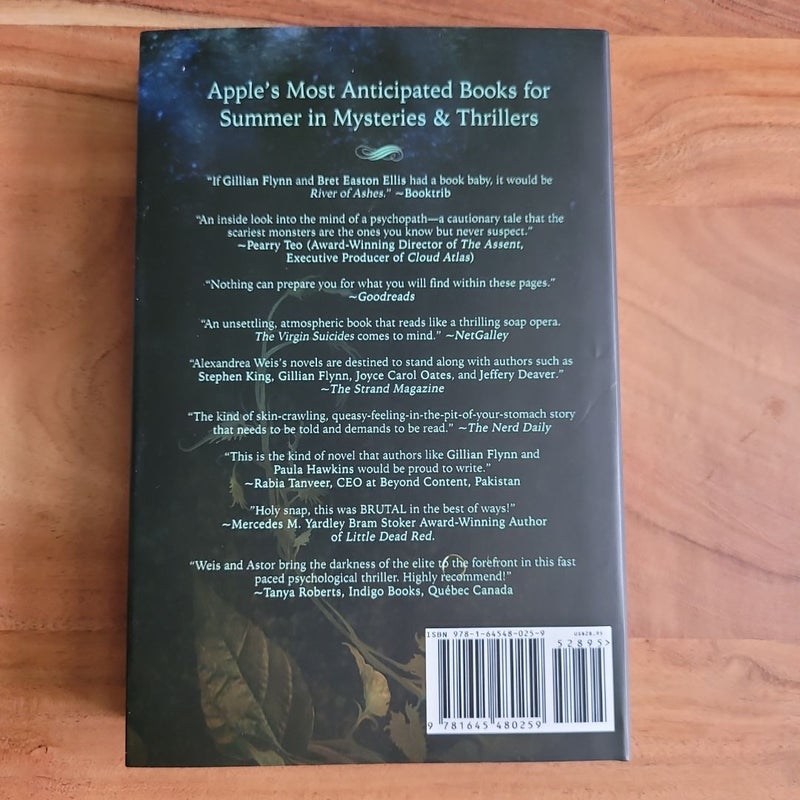 Apple's Most Anticipated Books for
Summer in Mysteries & Thrillers
"If Gillian Flynn and Bret Easton Ellis had a book baby, it would be
River of Ashes." ~Booktrib
"An inside look into the mind of a psychopath—a cautionary tale that the
scariest monsters are the ones you know but never suspect."
~Pearry Teo (Award-Winning Director of The Assent,
Executive Producer of Cloud Atlas)
"Nothing can prepare you for what you will find within these pages."
~Goodreads
"An unsettling, atmospheric book that reads like a thrilling soap opera.
The Virgin Suicides comes to mind." ~NetGalley
"Alexandrea Weis's novels are destined to stand along with authors such as
Stephen King, Gillian Flynn, Joyce Carol Oates, and Jeffery Deaver."
~The Strand Magazine
"The kind of skin-crawling, queasy-feeling-in-the-pit-of-your-stomach story
that needs to be told and demands to be read." ~The Nerd Daily
"This is the kind of novel that authors like Gillian Flynn and
Paula Hawkins would be proud to write."
~Rabia Tanveer, CEO at Beyond Content, Pakistan
"Holy snap, this was BRUTAL in the best of ways!"
~Mercedes M. Yardley Bram Stoker Award-Winning Author
of Little Dead Red.
"Weis and Astor bring the darkness of the elite to the forefront in this fast
paced psychological thriller. Highly recommend!"
~Tanya Roberts, Indigo Books, Québec Canada
ISBN 978-1-64548-025-9
US$28.95
52895>
9 781645 480259